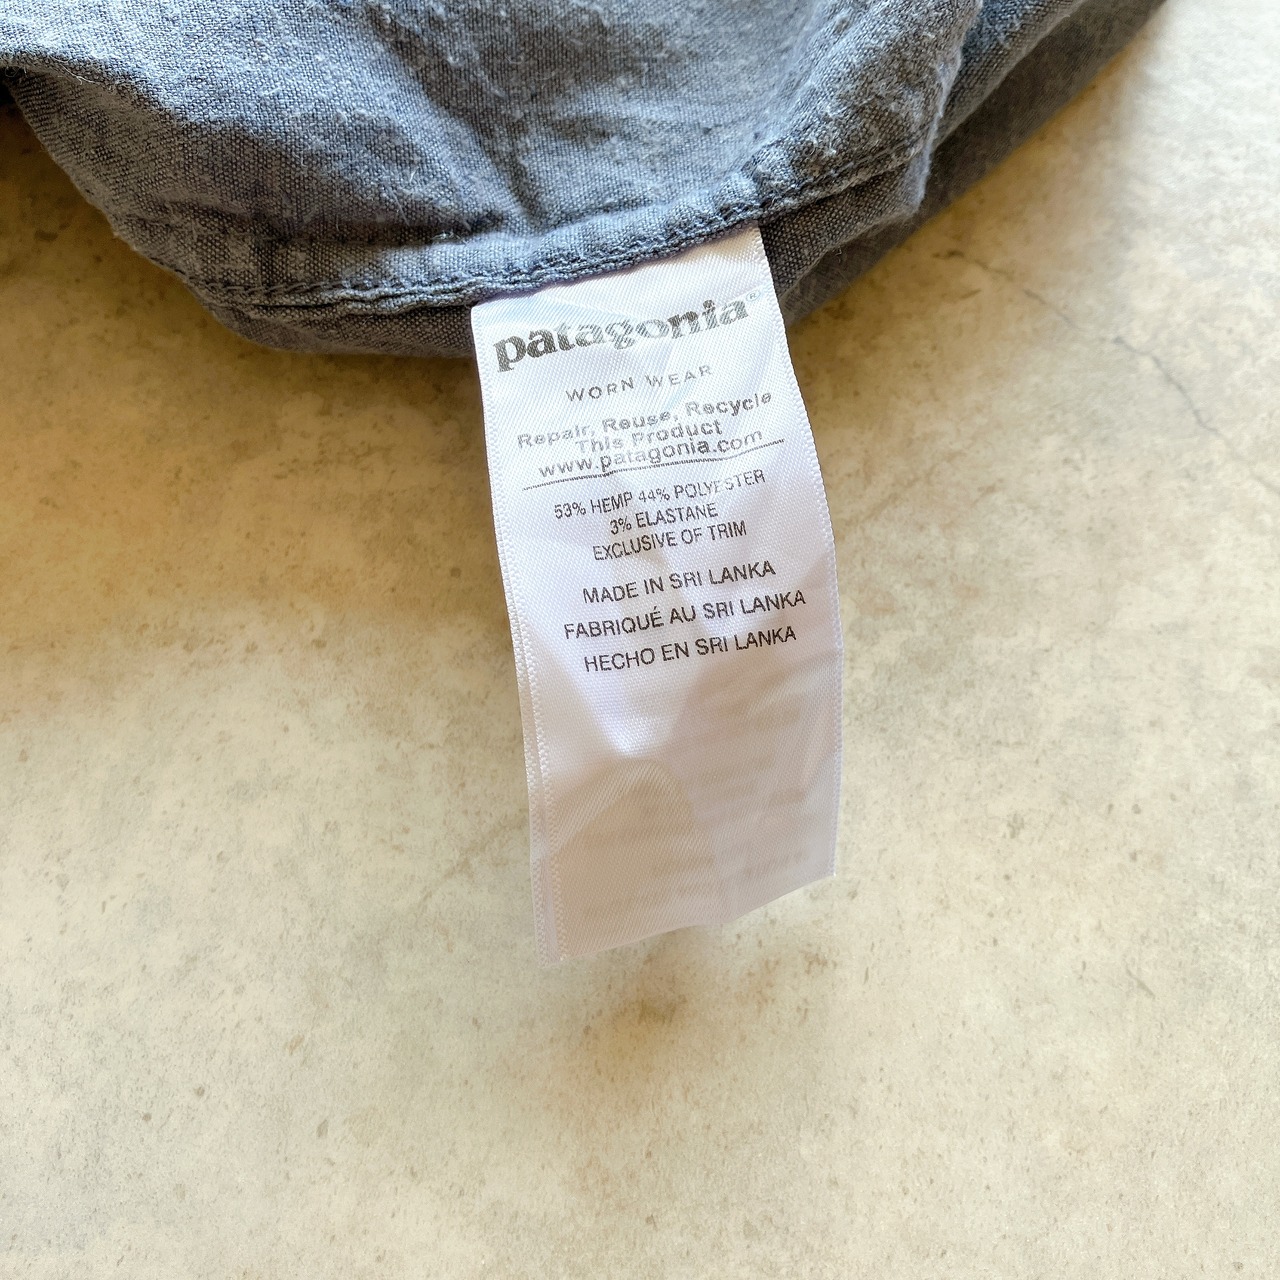 patagonia®
WORN WEAR
Repair, Reuse, Recycle
This Product
www.patagonia.com
53% HEMP 44% POLYESTER
3% ELASTANE
EXCLUSIVE OF TRIM
MADE IN SRI LANKA
FABRIQUÉ AU SRI LANKA
HECHO EN SRI LANKA